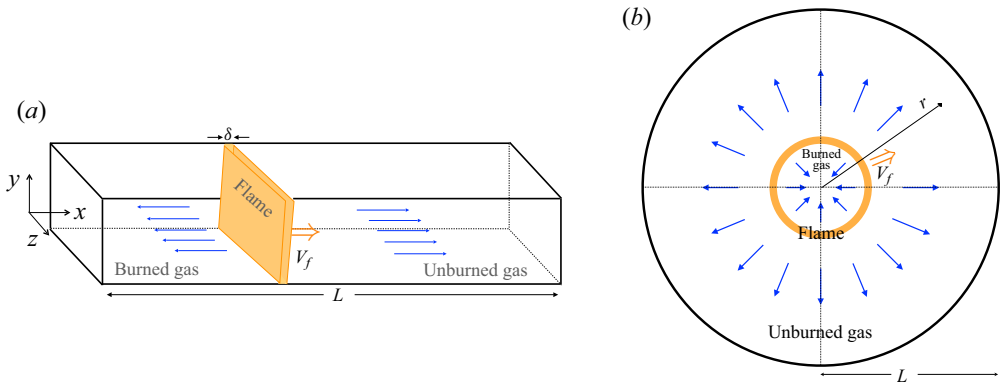 (a)
δ
Flame
y
x
z
V_f
Burned gas
Unburned gas
L
(b)
r
Burned
gas
V_f
Flame
Unburned gas
L